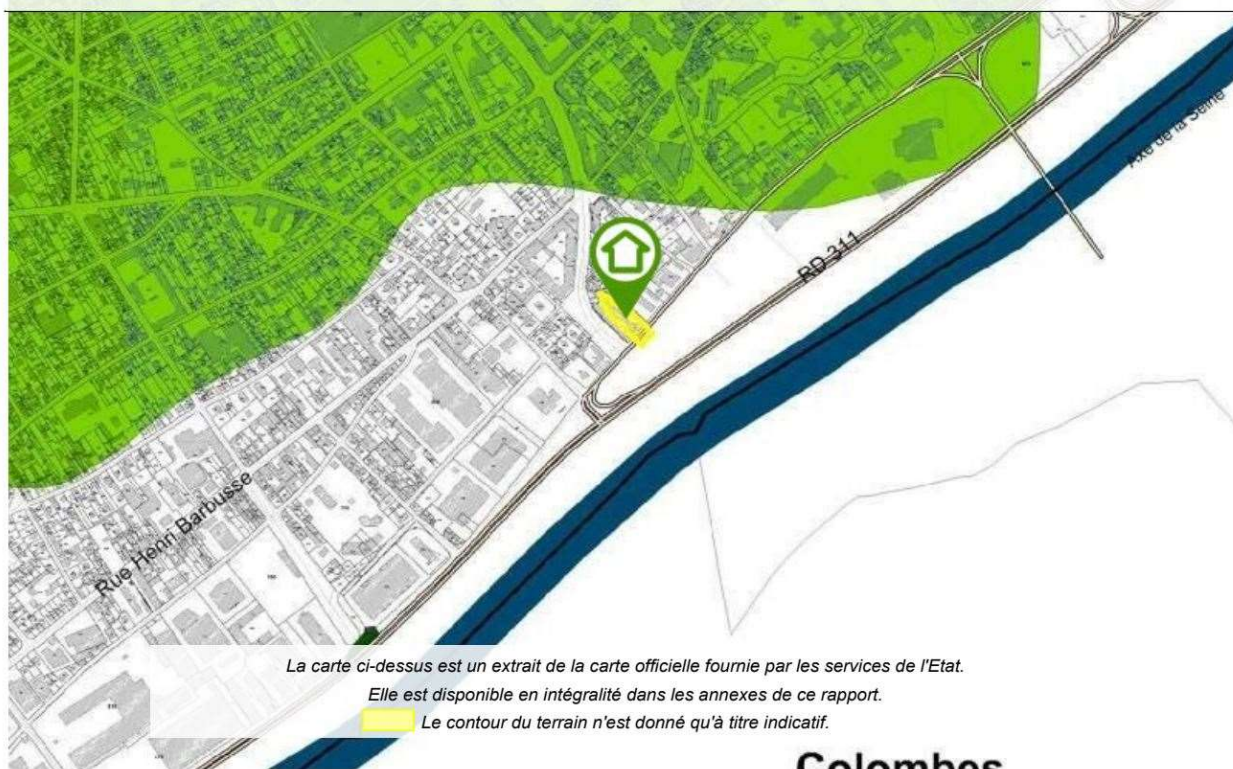 Axe de la Seine
RD 311
Rue Henri Barbusse
La carte ci-dessus est un extrait de la carte officielle fournie par les services de l'Etat.
Elle est disponible en intégralité dans les annexes de ce rapport.
Le contour du terrain n'est donné qu'à titre indicatif.
Colombes